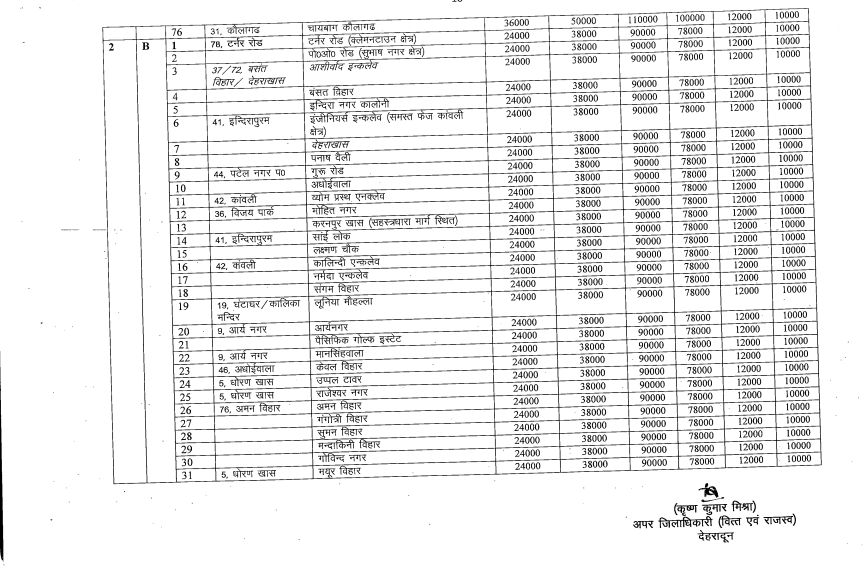 76 31, कौलागढ चायबाग कौलागढ 36000 50000 110000 100000 12000 10000
2 B 1 78, टर्नर रोड टर्नर रोड (क्लेमनटाउन क्षेत्र) 24000 38000 90000 78000 12000 10000
2 पो०ओ० रोड (सुभाष नगर क्षेत्र) 24000 38000 90000 78000 12000 10000
3 37/72, बसंत विहार/ देहराखास आशीर्वाद इन्कलेव 24000 38000 90000 78000 12000 10000
4 बंसत विहार 24000 38000 90000 78000 12000 10000
5 इन्दिरा नगर कालोनी 24000 38000 90000 78000 12000 10000
6 41, इन्दिरापुरम इंजीनियर्स इन्कलेव (समस्त फेज कांवली क्षेत्र) 24000 38000 90000 78000 12000 10000
7 देहराखास 24000 38000 90000 78000 12000 10000
8 पनाष वैली 24000 38000 90000 78000 12000 10000
9 44, पटेल नगर प0 गुरू रोड 24000 38000 90000 78000 12000 10000
10 अधोईवाला 24000 38000 90000 78000 12000 10000
11 42, कांवली व्योम प्रस्थ एनक्लेव 24000 38000 90000 78000 12000 10000
12 36, विजय पार्क मोहित नगर 24000 38000 90000 78000 12000 10000
13 करनपुर खास (सहस्त्रधारा मार्ग स्थित) 24000 38000 90000 78000 12000 10000
14 41, इन्दिरापुरम सांई लोक 24000 38000 90000 78000 12000 10000
15 लक्ष्मण चौक 24000 38000 90000 78000 12000 10000
16 42, कंवली कालिन्दी एन्कलेव 24000 38000 90000 78000 12000 10000
17 नर्मदा एन्कलेव 24000 38000 90000 78000 12000 10000
18 संगम विहार 24000 38000 90000 78000 12000 10000
19 19, घंटाघर/कालिका मन्दिर लूनिया मौहल्ला 24000 38000 90000 78000 12000 10000
20 9, आर्य नगर आर्यनगर 24000 38000 90000 78000 12000 10000
21 पैसिफिक गोल्फ इस्टेट 24000 38000 90000 78000 12000 10000
22 9, आर्य नगर मानसिंहवाला 24000 38000 90000 78000 12000 10000
23 46, अधोईवाला केवल विहार 24000 38000 90000 78000 12000 10000
24 5, धोरण खास उप्पल टावर 24000 38000 90000 78000 12000 10000
25 5, धोरण खास राजेश्वर नगर 24000 38000 90000 78000 12000 10000
26 76, अमन विहार अमन विहार 24000 38000 90000 78000 12000 10000
27 गंगोत्री विहार 24000 38000 90000 78000 12000 10000
28 सुमन विहार 24000 38000 90000 78000 12000 10000
29 मन्दाकिनी विहार 24000 38000 90000 78000 12000 10000
30 गोविन्द नगर 24000 38000 90000 78000 12000 10000
31 5, धोरण खास मयूर विहार 24000 38000 90000 78000 12000 10000
(कृष्ण कुमार मिश्रा)
अपर जिलाधिकारी (वित्त एवं राजस्व)
देहरादून